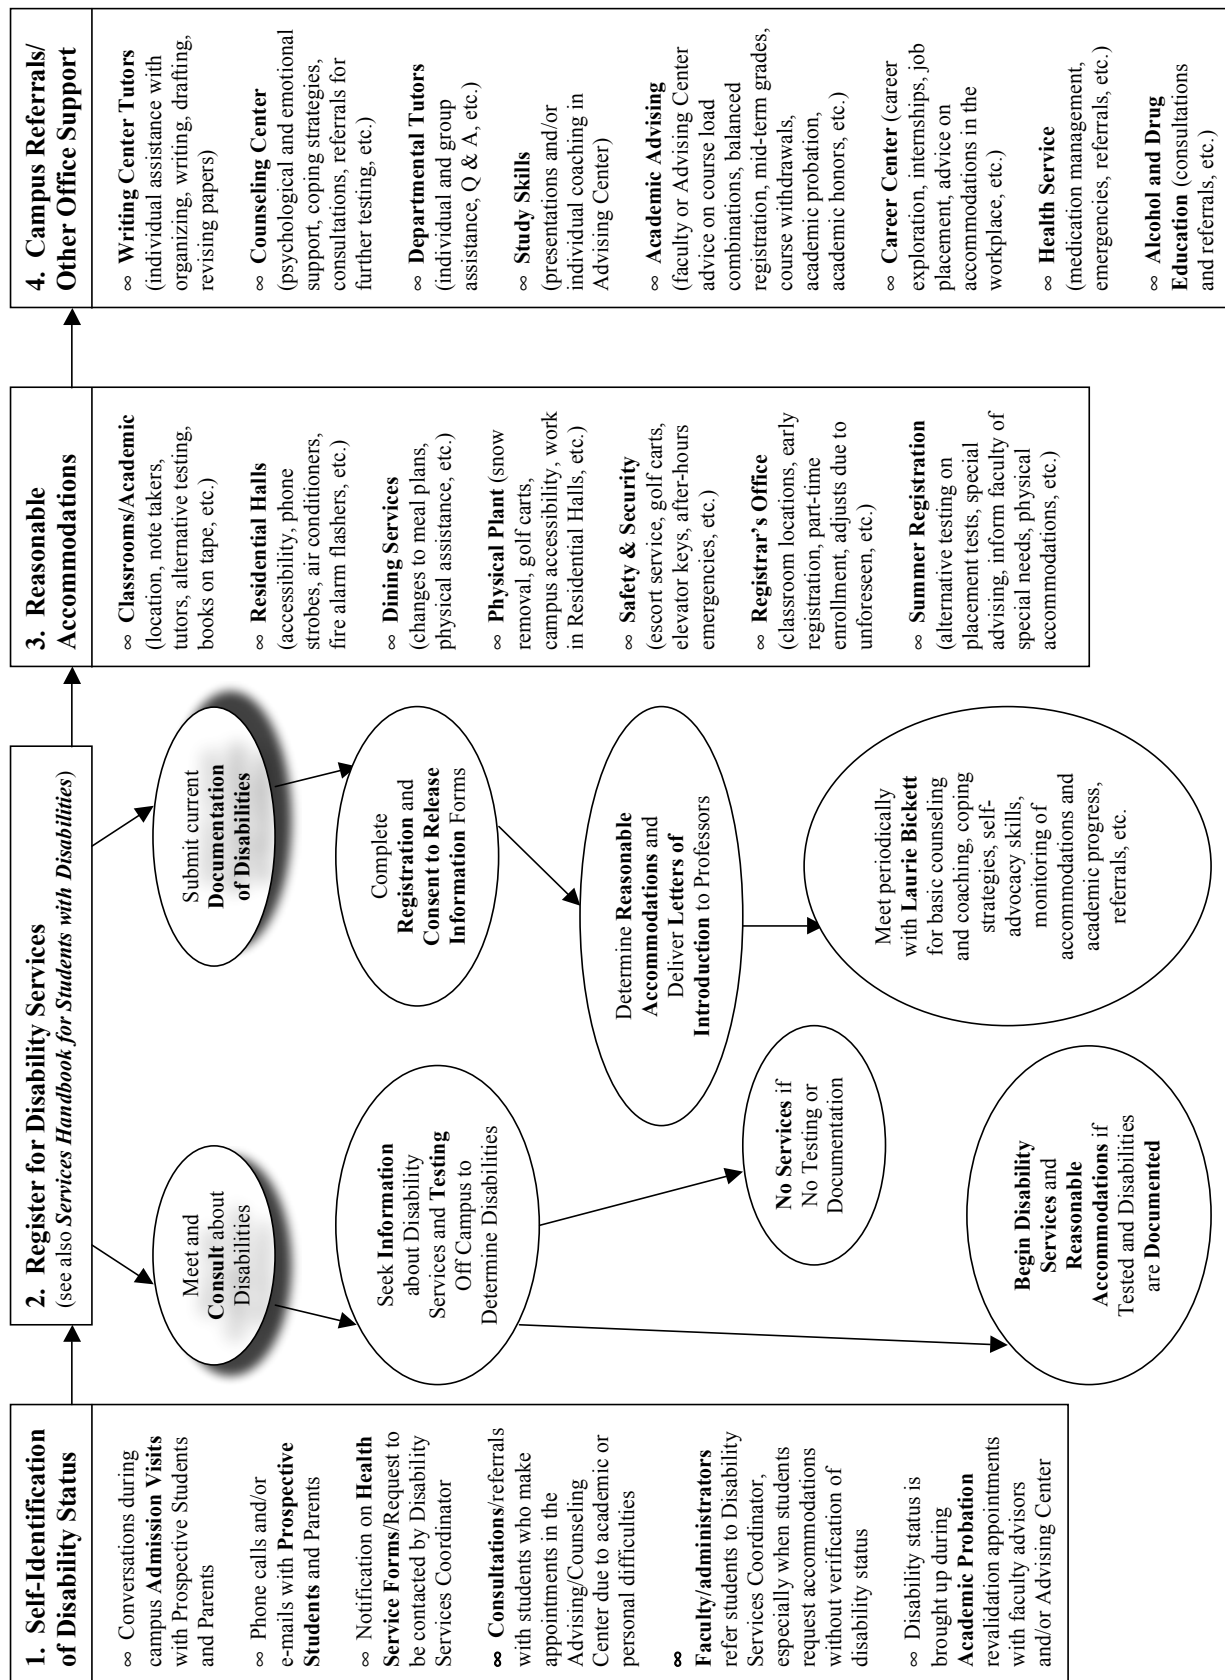 1. Self-Identification
of Disability Status
∞ Conversations during
campus Admission Visits
with Prospective Students
and Parents
∞ Phone calls and/or
e-mails with Prospective
Students and Parents
∞ Notification on Health
Service Forms/Request to
be contacted by Disability
Services Coordinator
∞ Consultations/referrals
with students who make
appointments in the
Advising/Counseling
Center due to academic or
personal difficulties
∞
Faculty/administrators
refer students to Disability
Services Coordinator,
especially when students
request accommodations
without verification of
disability status
∞ Disability status is
brought up during
Academic Probation
revalidation appointments
with faculty advisors
and/or Advising Center
2. Register for Disability Services
(see also Services Handbook for Students with Disabilities)
Meet and
Consult about
Disabilities
Seek Information
about Disability
Services and Testing
Off Campus to
Determine Disabilities
No Services if
No Testing or
Documentation
Begin Disability
Services and
Reasonable
Accommodations if
Tested and Disabilities
are Documented
Submit current
Documentation
of Disabilities
Complete
Registration and
Consent to Release
Information Forms
Determine Reasonable
Accommodations and
Deliver Letters of
Introduction to Professors
Meet periodically
with Laurie Bickett
for basic counseling
and coaching, coping
strategies, self-
advocacy skills,
monitoring of
accommodations and
academic progress,
referrals, etc.
3. Reasonable
Accommodations
∞ Classrooms/Academic
(location, note takers,
tutors, alternative testing,
books on tape, etc.)
∞ Residential Halls
(accessibility, phone
strobes, air conditioners,
fire alarm flashers, etc.)
∞ Dining Services
(changes to meal plans,
physical assistance, etc.)
∞ Physical Plant (snow
removal, golf carts,
campus accessibility, work
in Residential Halls, etc.)
∞ Safety & Security
(escort service, golf carts,
elevator keys, after-hours
emergencies, etc.)
∞ Registrar's Office
(classroom locations, early
registration, part-time
enrollment, adjusts due to
unforeseen, etc.)
∞ Summer Registration
(alternative testing on
placement tests, special
advising, inform faculty of
special needs, physical
accommodations, etc.)
4. Campus Referrals/
Other Office Support
∞ Writing Center Tutors
(individual assistance with
organizing, writing, drafting,
revising papers)
∞ Counseling Center
(psychological and emotional
support, coping strategies,
consultations, referrals for
further testing, etc.)
∞ Departmental Tutors
(individual and group
assistance, Q & A, etc.)
∞ Study Skills
(presentations and/or
individual coaching in
Advising Center)
∞ Academic Advising
(faculty or Advising Center
advice on course load
combinations, balanced
registration, mid-term grades,
course withdrawals,
academic probation,
academic honors, etc.)
∞ Career Center (career
exploration, internships, job
placement, advice on
accommodations in the
workplace, etc.)
∞ Health Service
(medication management,
emergencies, referrals, etc.)
∞ Alcohol and Drug
Education (consultations
and referrals, etc.)